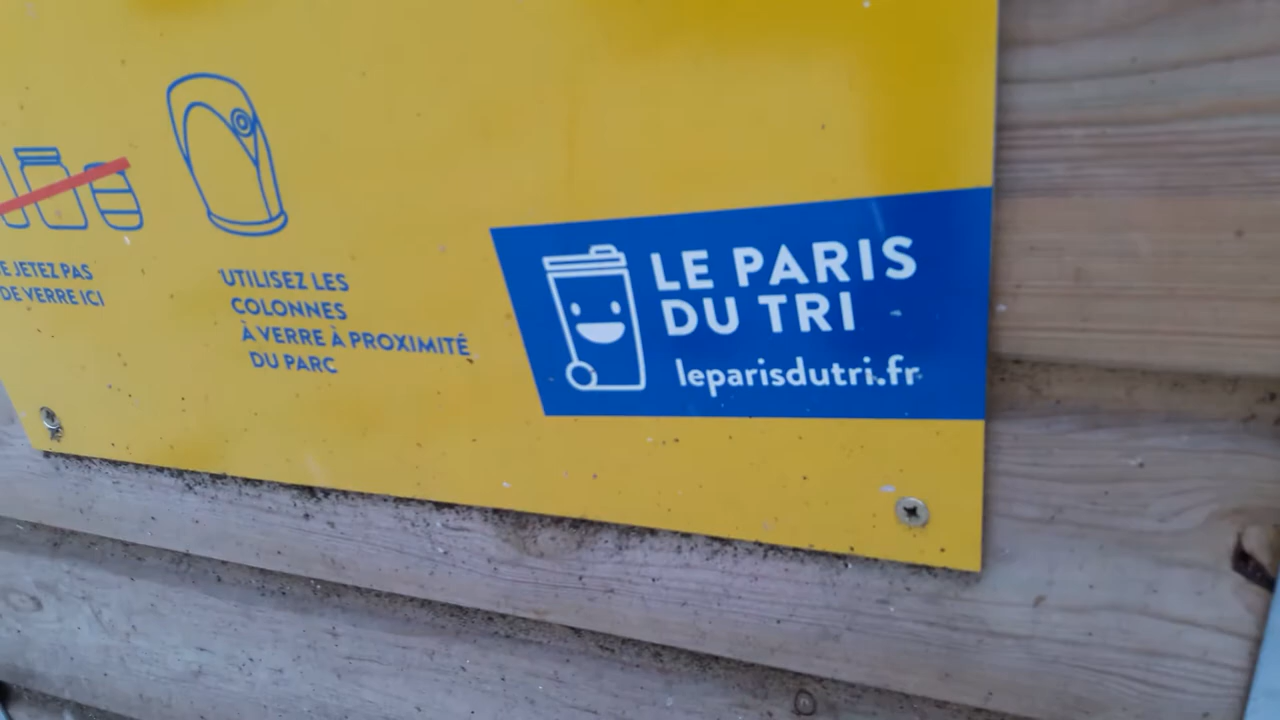 JETEZ PAS
DE VERRE ICI
UTILISEZ LES
COLONNES
À VERRE À PROXIMITÉ
DU PARC
LE PARIS
DU TRI
leparisdutri.fr